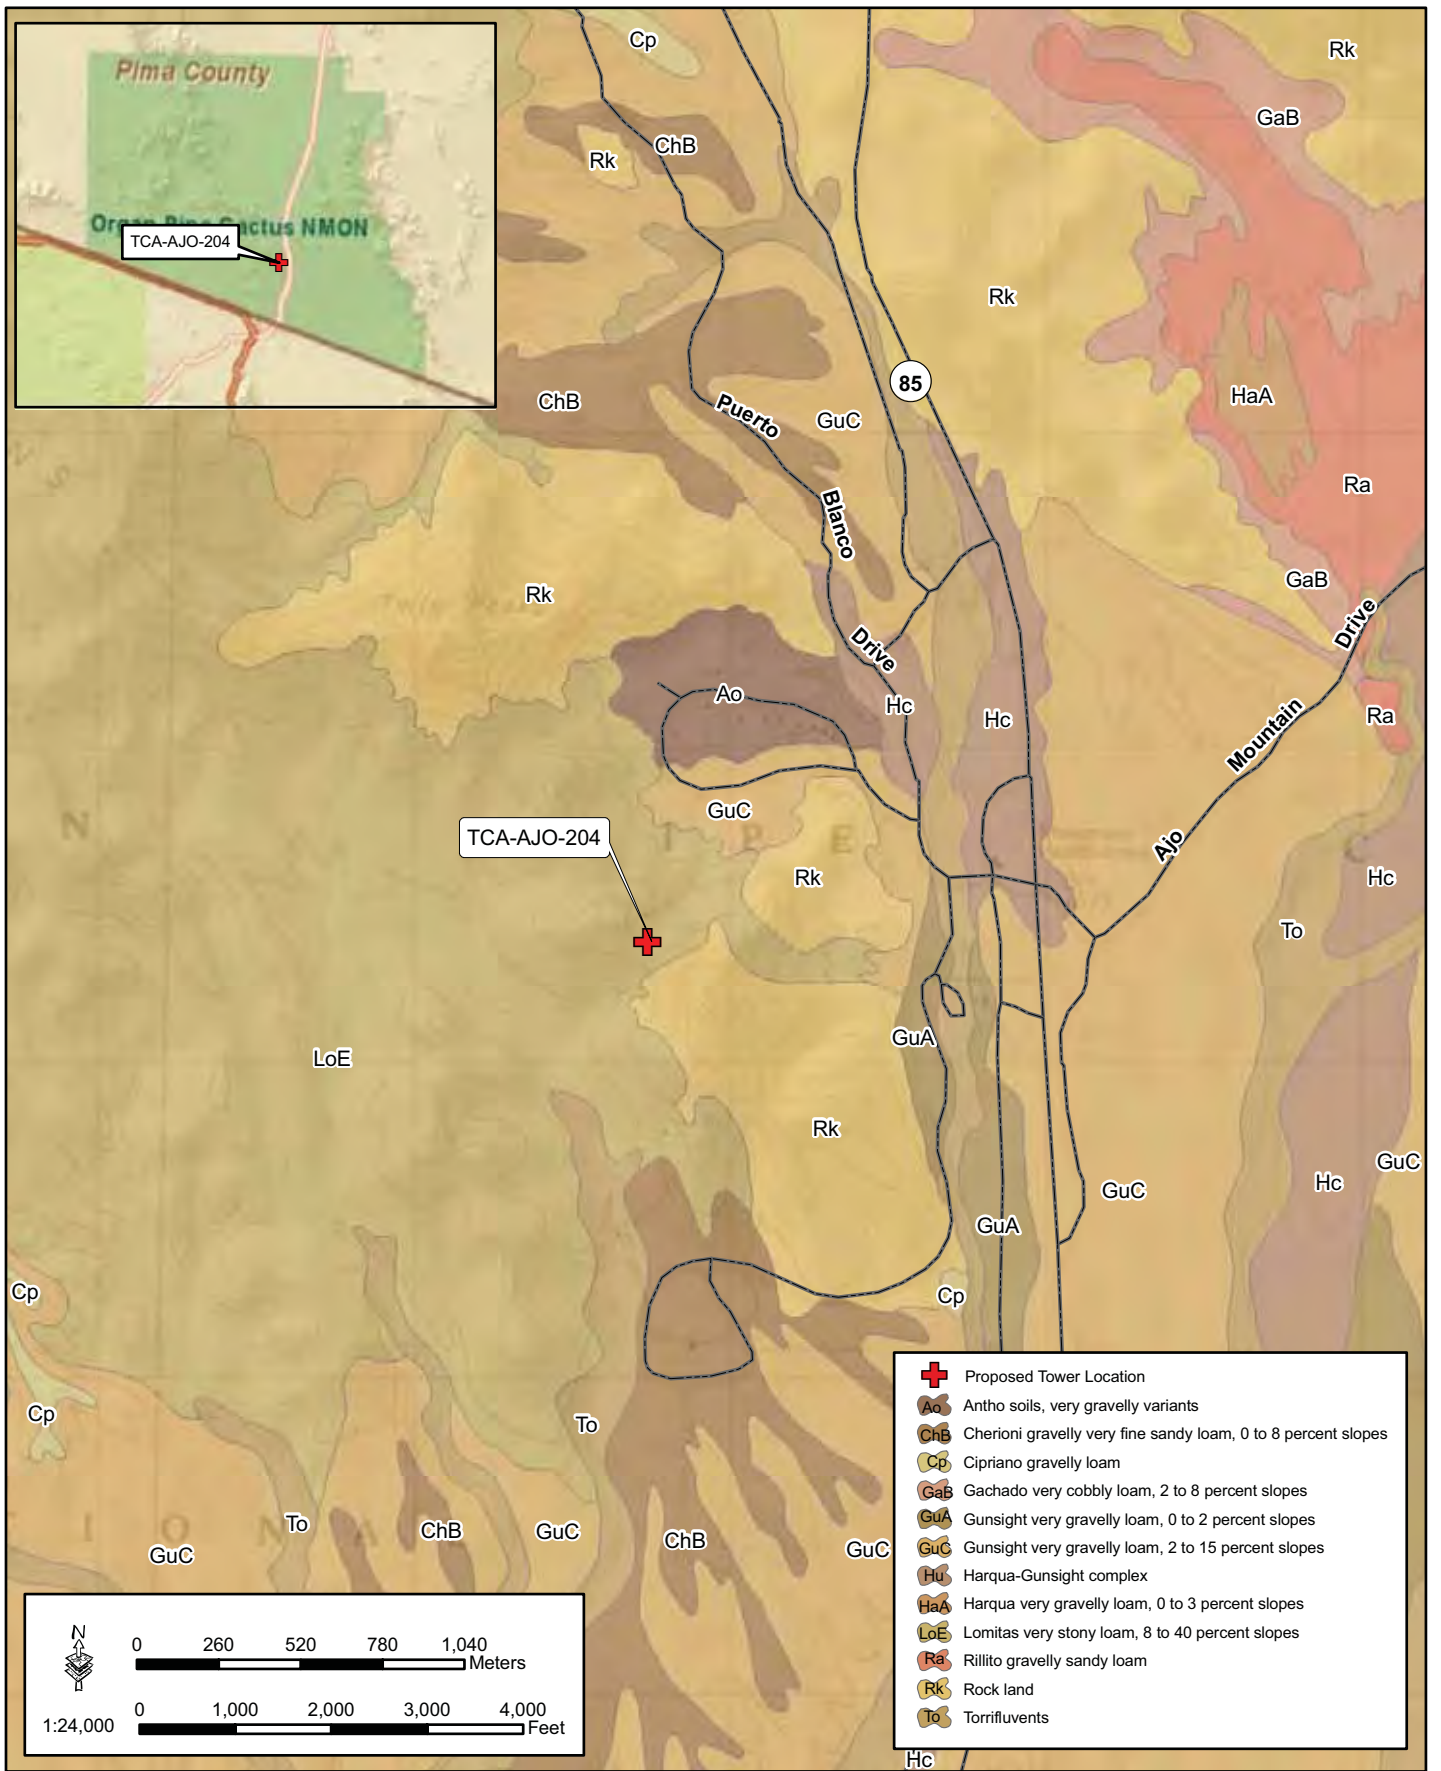 Pima County
Organ Pipe Cactus NMON
TCA-AJO-204
Cp
Rk
GaB
ChB
Rk
Rk
85
HaA
ChB
Puerto
GuC
Ra
Blanco
GaB
Rk
Drive
Drive
Ao
Hc
Hc
Ra
Mountain
GuC
N
TCA-AJO-204
I P E
C
Ajo
Rk
Hc
To
GuA
LoE
Rk
GuC
Hc
GuC
GuA
Cp
Cp
Cp
To
To
ChB
GuC
ChB
GuC
I O N A
GuC
Hc
Proposed Tower Location
Ao Antho soils, very gravelly variants
ChB Cherioni gravelly very fine sandy loam, 0 to 8 percent slopes
Cp Cipriano gravelly loam
GaB Gachado very cobbly loam, 2 to 8 percent slopes
GuA Gunsight very gravelly loam, 0 to 2 percent slopes
GuC Gunsight very gravelly loam, 2 to 15 percent slopes
Hu Harqua-Gunsight complex
HaA Harqua very gravelly loam, 0 to 3 percent slopes
LoE Lomitas very stony loam, 8 to 40 percent slopes
Ra Rillito gravelly sandy loam
Rk Rock land
To Torrifluvents
N
0 260 520 780 1,040
Meters
0 1,000 2,000 3,000 4,000
1:24,000 Feet